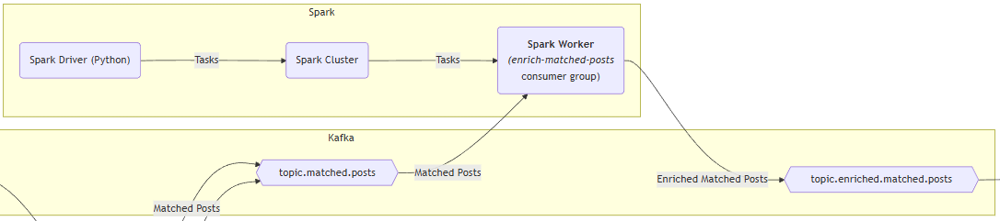 Spark
Spark Driver (Python)
Tasks
Spark Cluster
Tasks
Spark Worker
(enrich-matched-posts
consumer group)
Kafka
topic.matched.posts
Matched Posts
Enriched Matched Posts
topic.enriched.matched.posts
Matched Posts